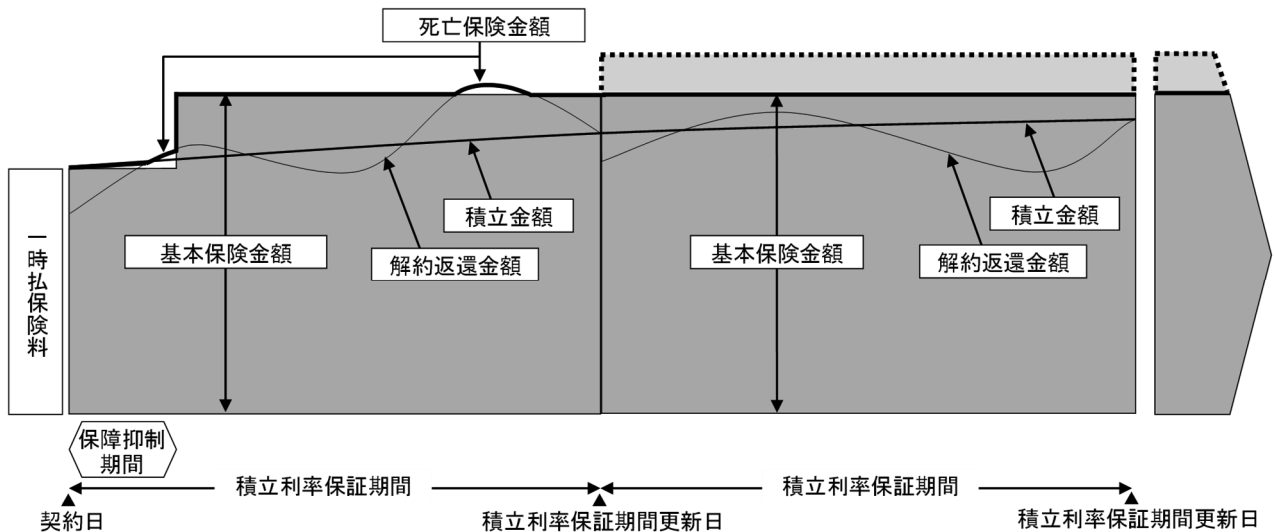 死亡保険金額
一時払保険料
基本保険金額
積立金額
解約返還金額
基本保険金額
積立金額
解約返還金額
保障抑制
期間
積立利率保証期間
積立利率保証期間
契約日
積立利率保証期間更新日
積立利率保証期間更新日